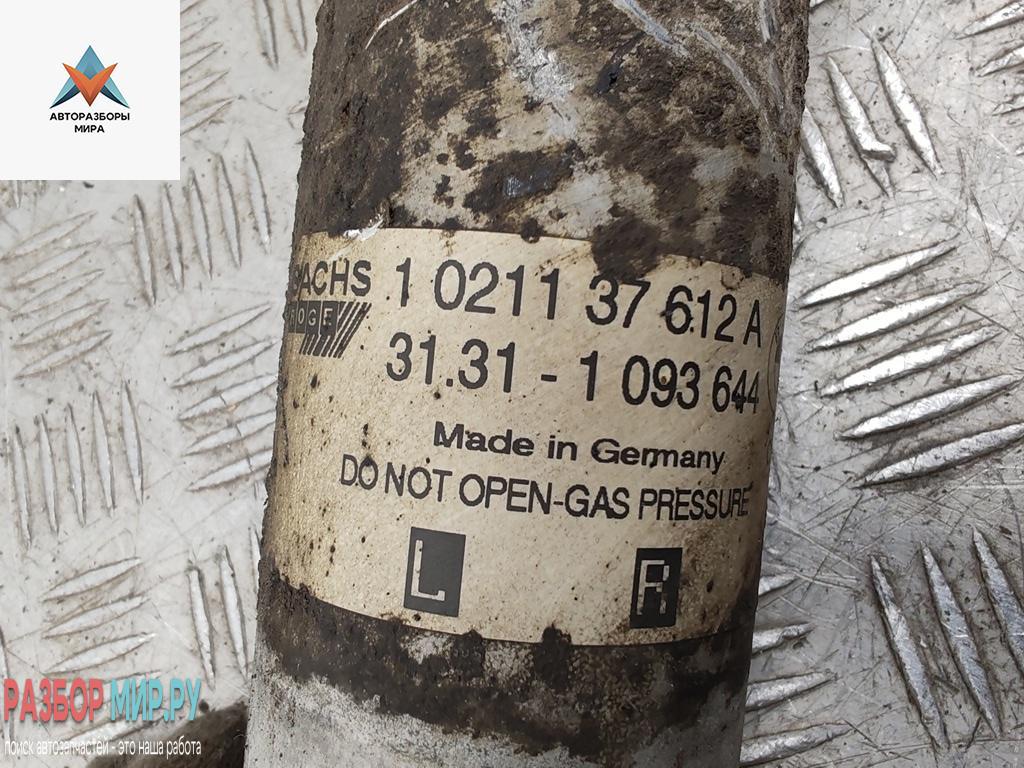 АВТОРАЗБОРЫ
МИРА
SACHS 1 0211 37 612 A
BOGE 31.31 - 1 093 644
Made in Germany
DO NOT OPEN-GAS PRESSURE
L R
РАЗБОР МИР.РУ
поиск автозапчастей - это наша работа